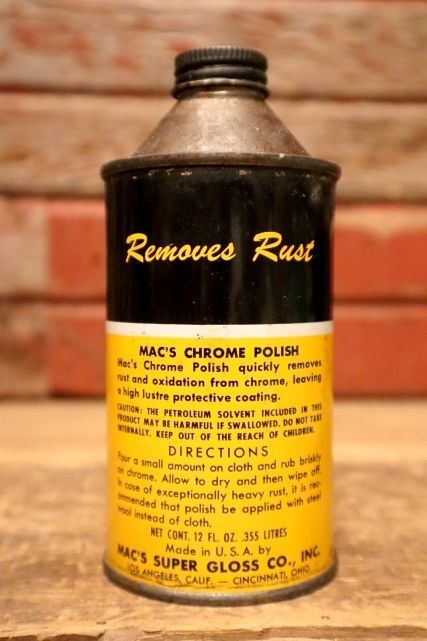 Removes Rust
MAC'S CHROME POLISH
Mac's Chrome Polish quickly removes
rust and oxidation from chrome, leaving
a high lustre protective coating.
CAUTION: THE PETROLEUM SOLVENT INCLUDED IN THIS
PRODUCT MAY BE HARMFUL IF SWALLOWED. DO NOT TAKE
INTERNALLY. KEEP OUT OF THE REACH OF CHILDREN.
DIRECTIONS
Pour a small amount on cloth and rub briskly
on chrome. Allow to dry and then wipe off.
In case of exceptionally heavy rust, it is rec-
ommended that polish be applied with steel
wool instead of cloth.
NET CONT. 12 FL. OZ. .355 LITRES
Made in U.S.A. by
MAC'S SUPER GLOSS CO., INC.
LOS ANGELES, CALIF. — CINCINNATI, OHIO